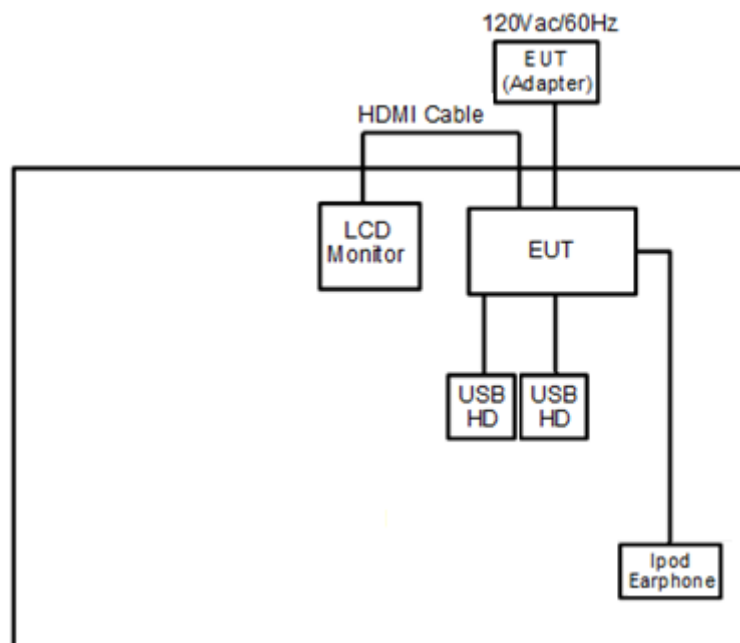 120Vac/60Hz
EUT
(Adapter)
HDMI Cable
LCD
Monitor
EUT
USB
HD
USB
HD
Ipod
Earphone